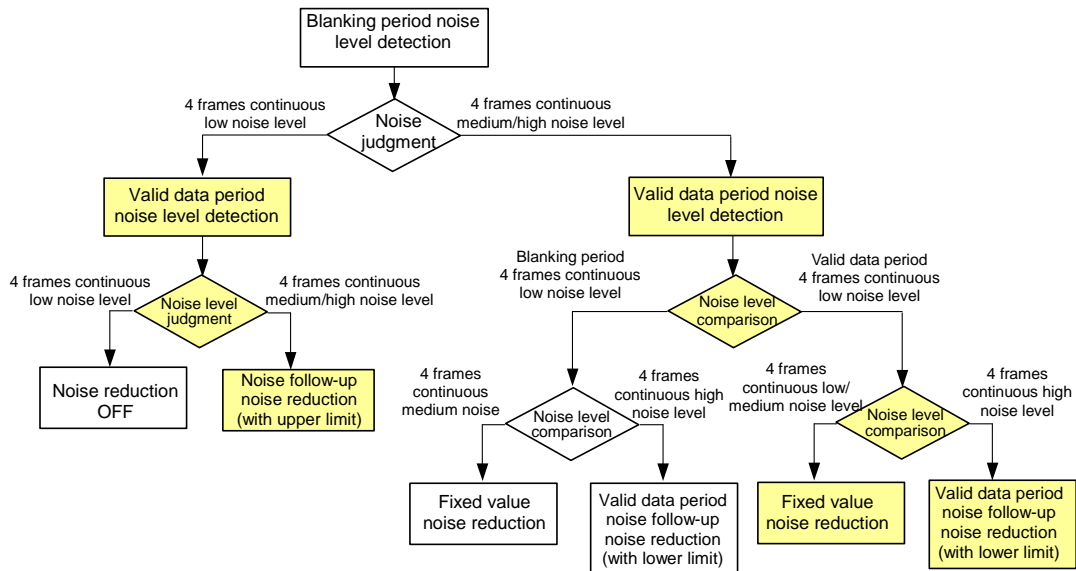 Blanking period noise
level detection
4 frames continuous
low noise level
4 frames continuous
medium/high noise level
Noise
judgment
Valid data period
noise level detection
Valid data period noise
level detection
4 frames continuous
low noise level
4 frames continuous
medium/high noise level
Noise level
judgment
Blanking period
4 frames continuous
low noise level
Valid data period
4 frames continuous
low noise level
Noise level
comparison
Noise reduction
OFF
Noise follow-up
noise reduction
(with upper limit)
4 frames
continuous
medium noise
4 frames
continuous high
noise level
Noise level
comparison
4 frames
continuous low/
medium noise level
4 frames
continuous high
noise level
Noise level
comparison
Fixed value
noise reduction
Valid data period
noise follow-up
noise reduction
(with lower limit)
Fixed value
noise reduction
Valid data period
noise follow-up
noise reduction
(with lower limit)